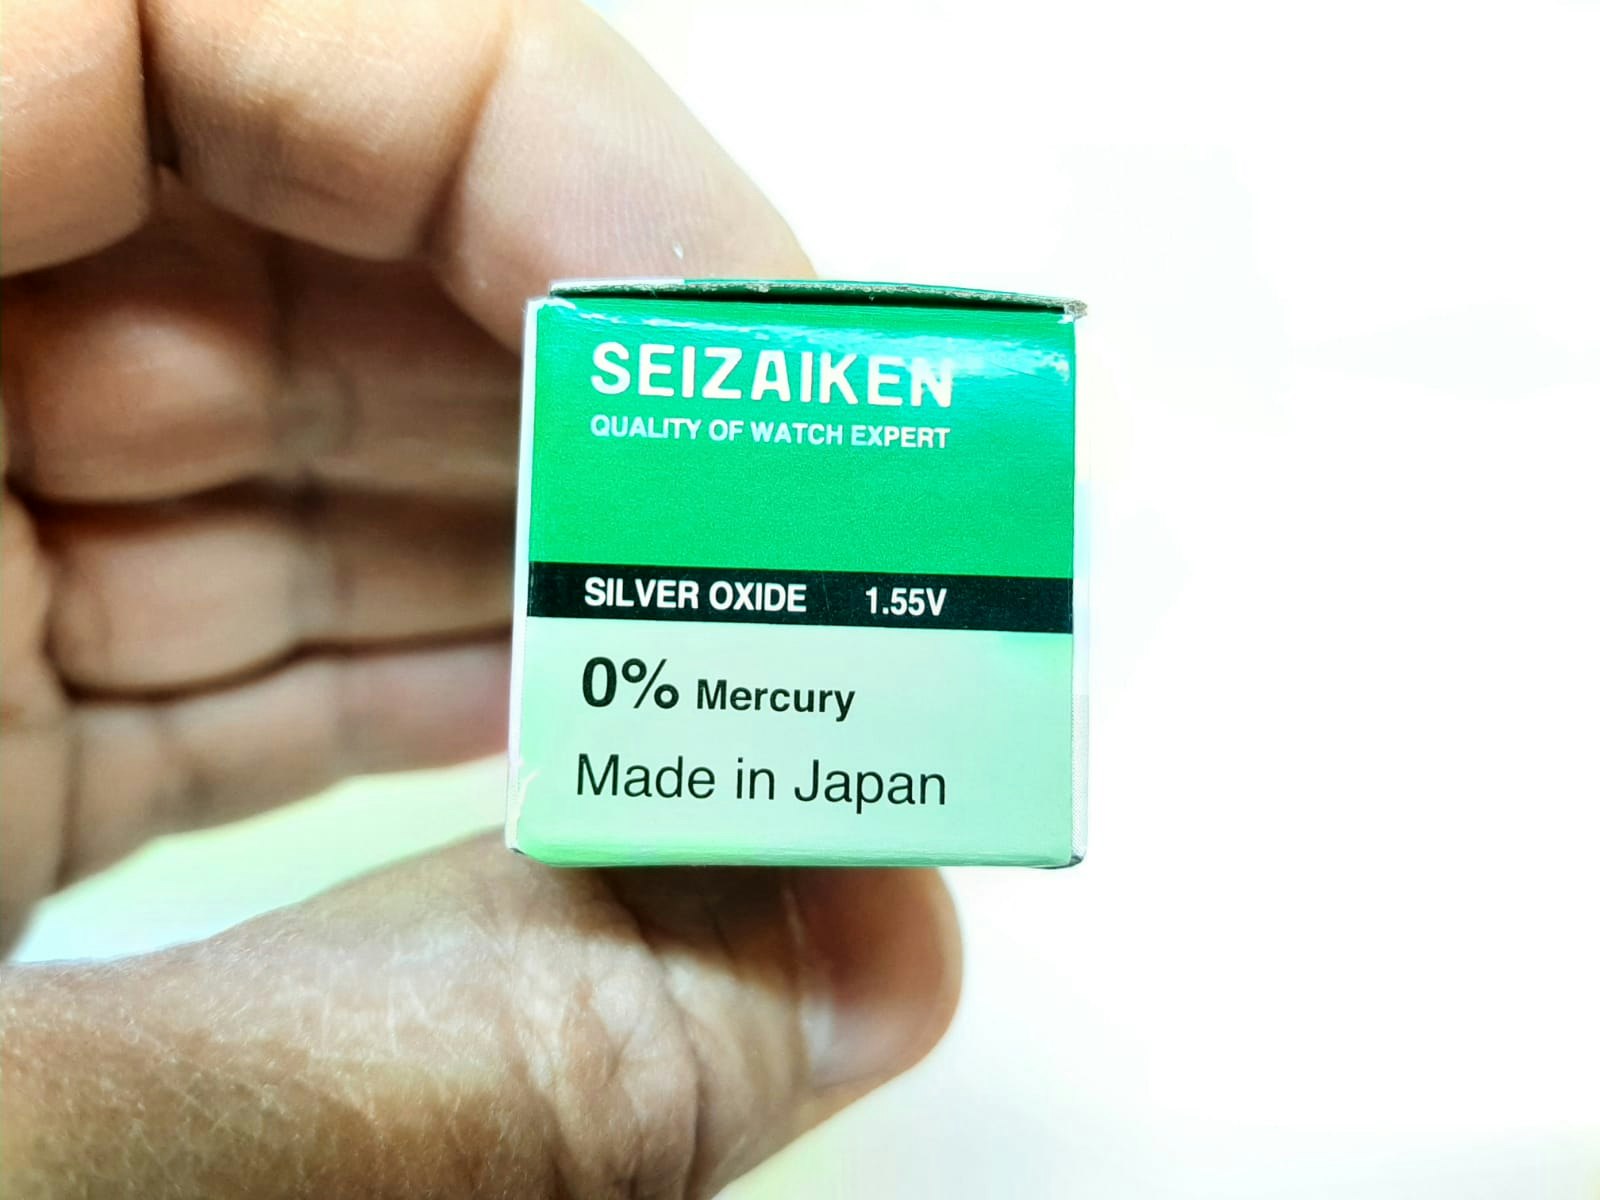 SEIZAIKEN
QUALITY OF WATCH EXPERT
SILVER OXIDE 1.55V
0% Mercury
Made in Japan